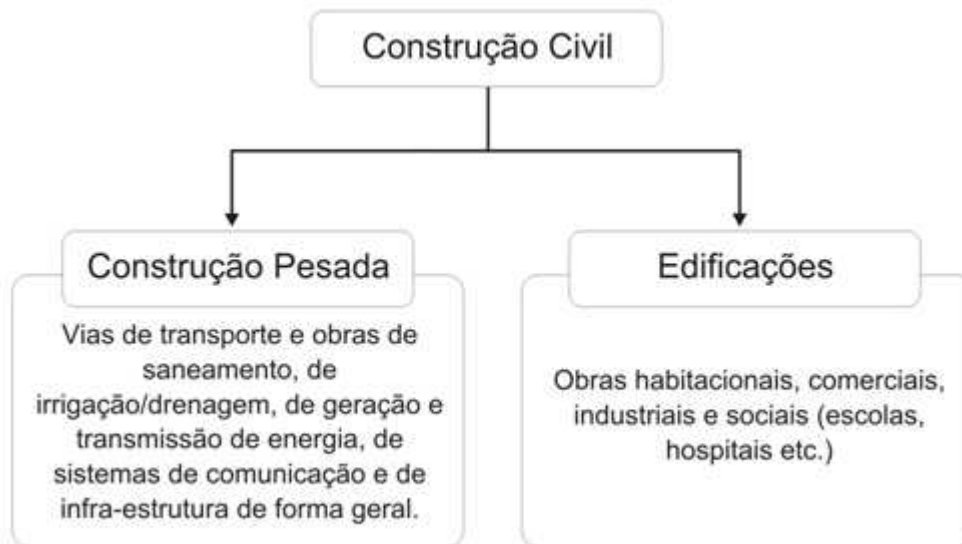 Construção Civil
Construção Pesada
Vias de transporte e obras de
saneamento, de
irrigação/drenagem, de geração e
transmissão de energia, de
sistemas de comunicação e de
infra-estrutura de forma geral.
Edificações
Obras habitacionais, comerciais,
industriais e sociais (escolas,
hospitais etc.)